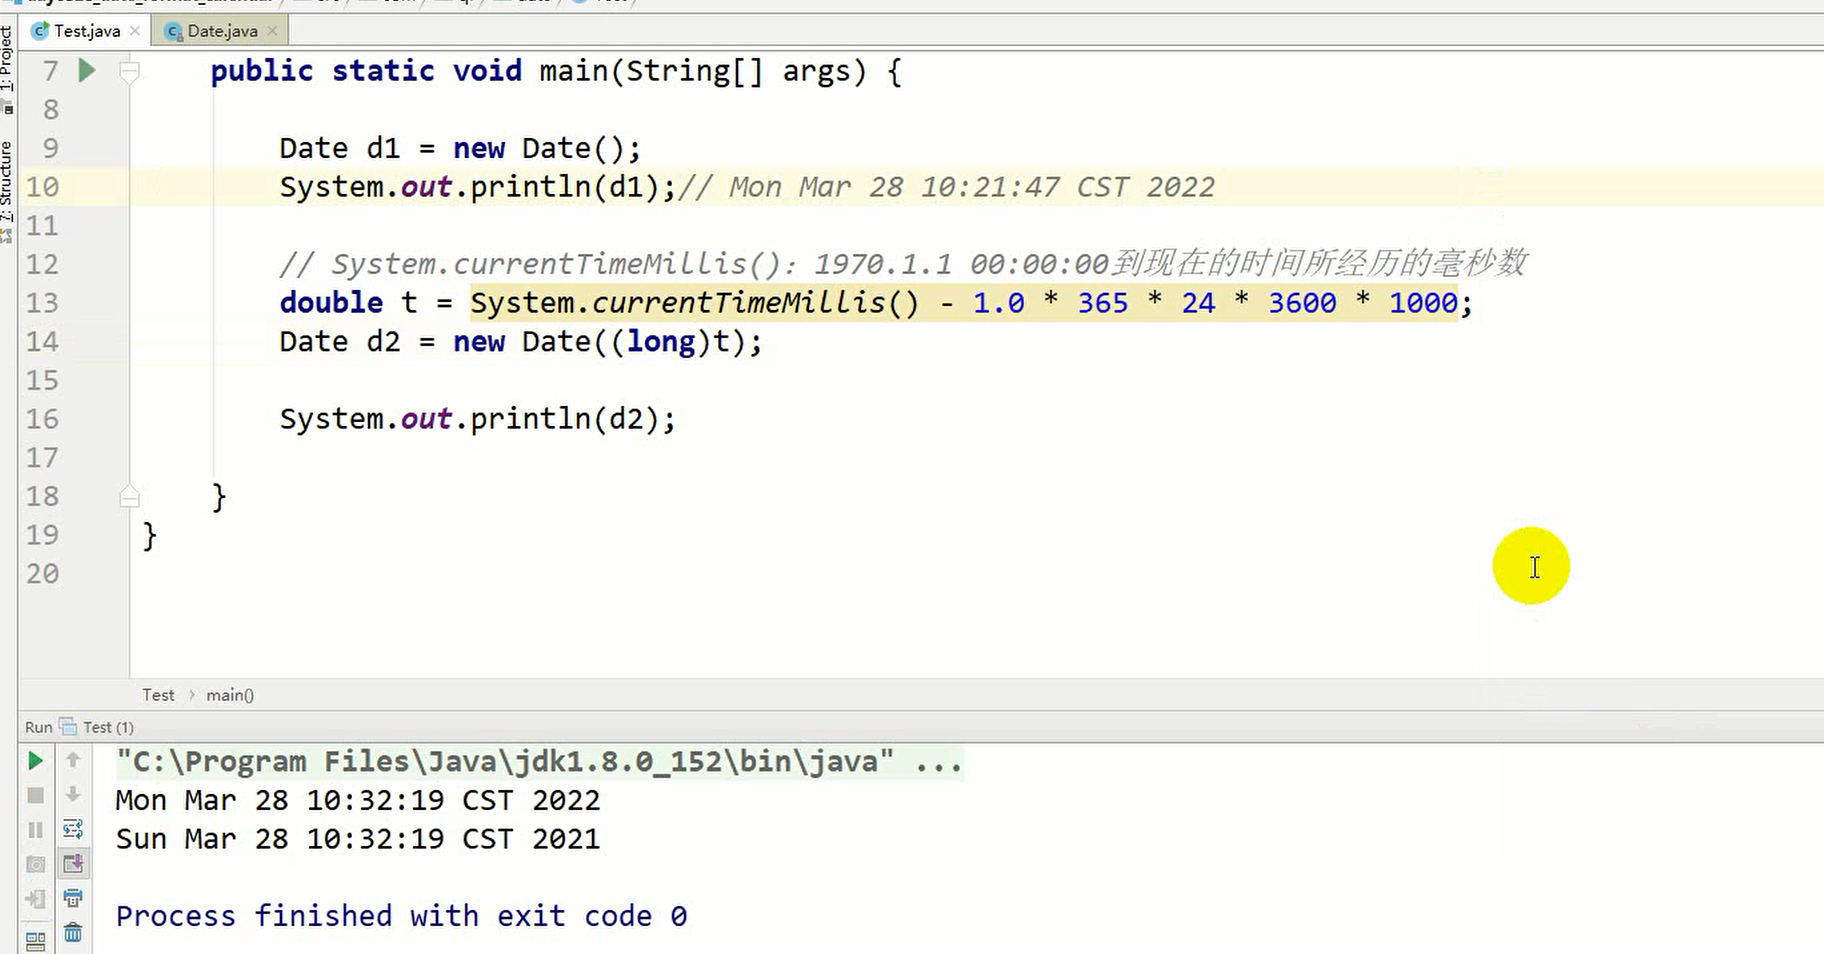 Test.java
Date.java
1: Project
7: Structure
7 public static void main(String[] args) {
8
9 Date d1 = new Date();
10 System.out.println(d1);// Mon Mar 28 10:21:47 CST 2022
11
12 // System.currentTimeMillis(): 1970.1.1 00:00:00到现在的时间所经历的毫秒数
13 double t = System.currentTimeMillis() - 1.0 * 365 * 24 * 3600 * 1000;
14 Date d2 = new Date((long)t);
15
16 System.out.println(d2);
17
18 }
19 }
20
Test › main()
Run Test (1)
"C:\Program Files\Java\jdk1.8.0_152\bin\java" ...
Mon Mar 28 10:32:19 CST 2022
Sun Mar 28 10:32:19 CST 2021
Process finished with exit code 0